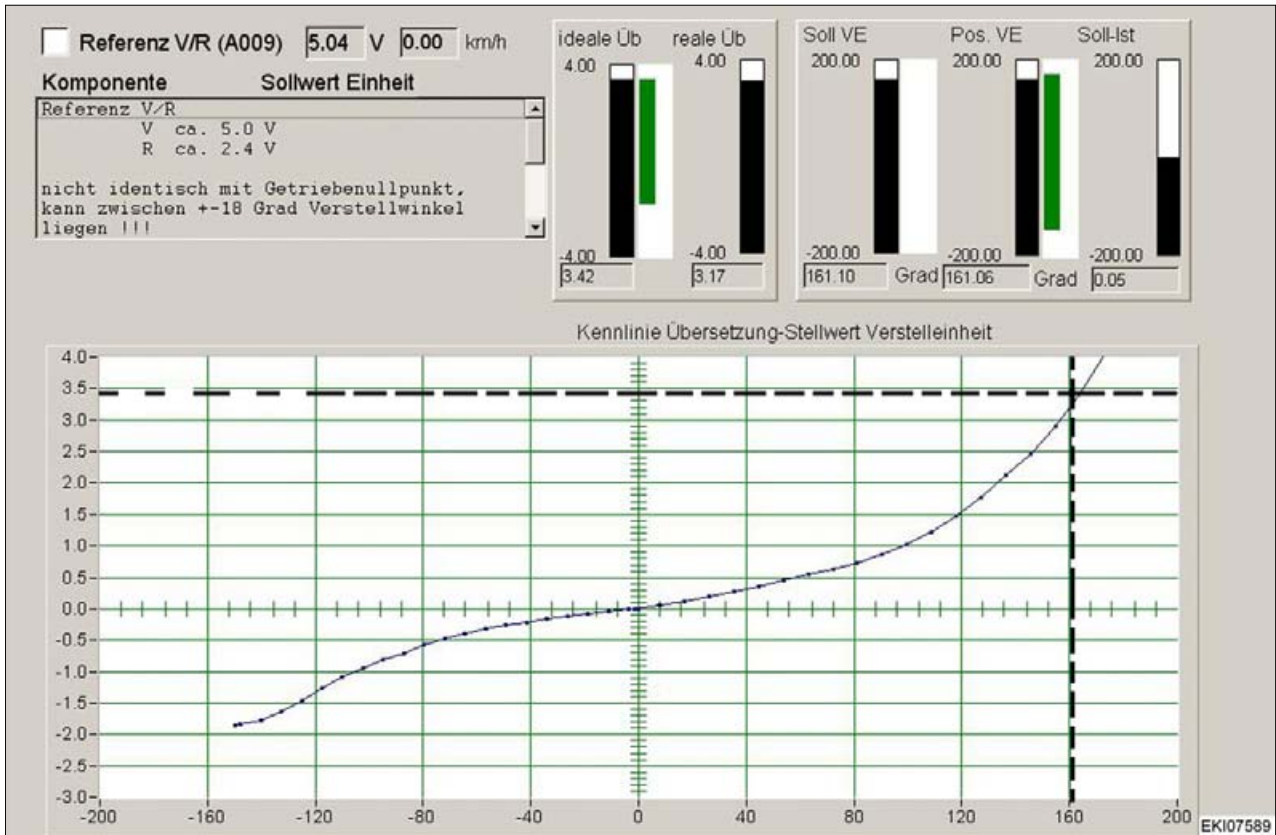 Referenz V/R (A009) 5.04 V 0.00 km/h
Komponente Sollwert Einheit
Referenz V/R
V ca. 5.0 V
R ca. 2.4 V
nicht identisch mit Getriebenullpunkt,
kann zwischen +-18 Grad Verstellwinkel
liegen !!!
ideale Üb reale Üb
4.00 4.00
-4.00 -4.00
3.42 3.17
Soll VE Pos. VE Soll-Ist
200.00 200.00 200.00
-200.00 -200.00 -200.00
161.10 Grad 161.06 Grad 0.05
Kennlinie Übersetzung-Stellwert Verstelleinheit
4.0
3.5
3.0
2.5
2.0
1.5
1.0
0.5
0.0
-0.5
-1.0
-1.5
-2.0
-2.5
-3.0
-200 -160 -120 -80 -40 0 40 80 120 160 200
EKI07589